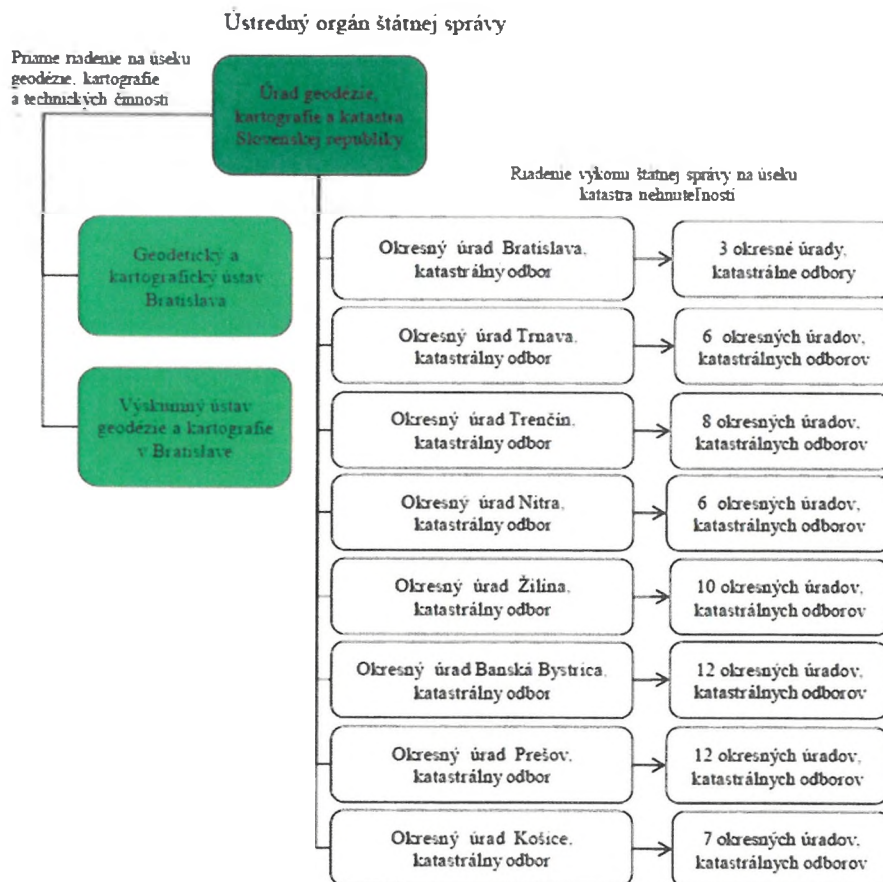 Ústredný orgán štátnej správy
Priame riadenie na úseku
geodézie, kartografie
a technických činností
Úrad geodézie,
kartografie a katastra
Slovenskej republiky
Riadenie výkonu štátnej správy na úseku
katastra nehnuteľností
Geodetický a
kartografický ústav
Bratislava
Výskumný ústav
geodézie a kartografie
v Bratislave
Okresný úrad Bratislava,
katastrálny odbor
3 okresné úrady,
katastrálne odbory
Okresný úrad Trnava,
katastrálny odbor
6 okresných úradov,
katastrálnych odborov
Okresný úrad Trenčín,
katastrálny odbor
8 okresných úradov,
katastrálnych odborov
Okresný úrad Nitra,
katastrálny odbor
6 okresných úradov,
katastrálnych odborov
Okresný úrad Žilina,
katastrálny odbor
10 okresných úradov,
katastrálnych odborov
Okresný úrad Banská Bystrica,
katastrálny odbor
12 okresných úradov,
katastrálnych odborov
Okresný úrad Prešov,
katastrálny odbor
12 okresných úradov,
katastrálnych odborov
Okresný úrad Košice,
katastrálny odbor
7 okresných úradov,
katastrálnych odborov